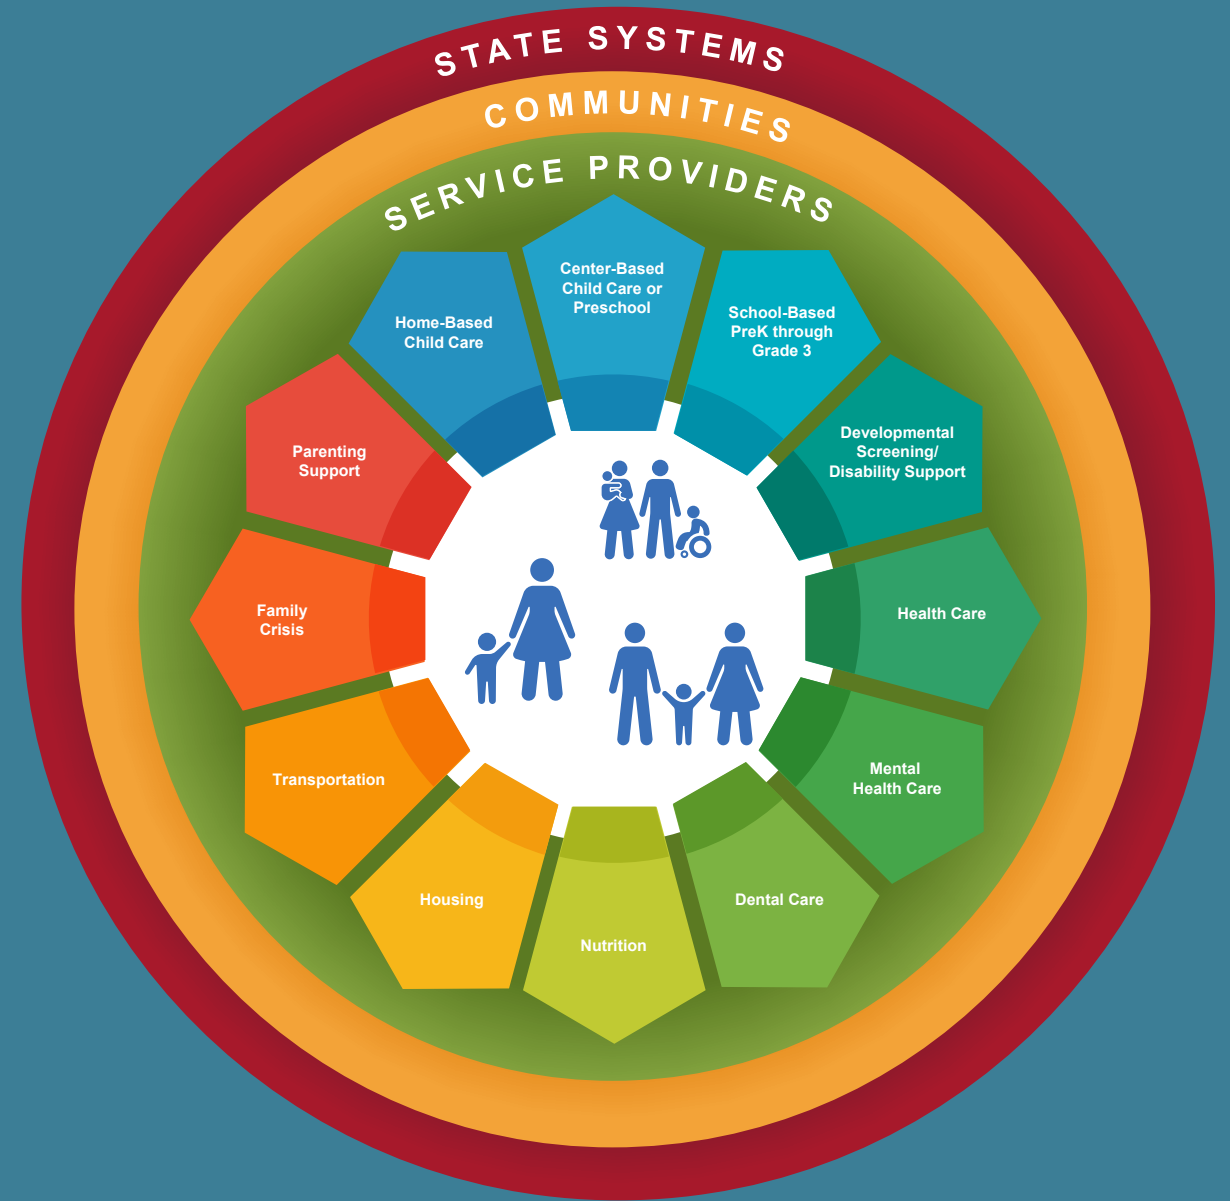 STATE SYSTEMS
COMMUNITIES
SERVICE PROVIDERS
Center-Based
Child Care or
Preschool
School-Based
PreK through
Grade 3
Developmental
Screening/
Disability Support
Health Care
Mental
Health Care
Dental Care
Nutrition
Housing
Transportation
Family
Crisis
Parenting
Support
Home-Based
Child Care